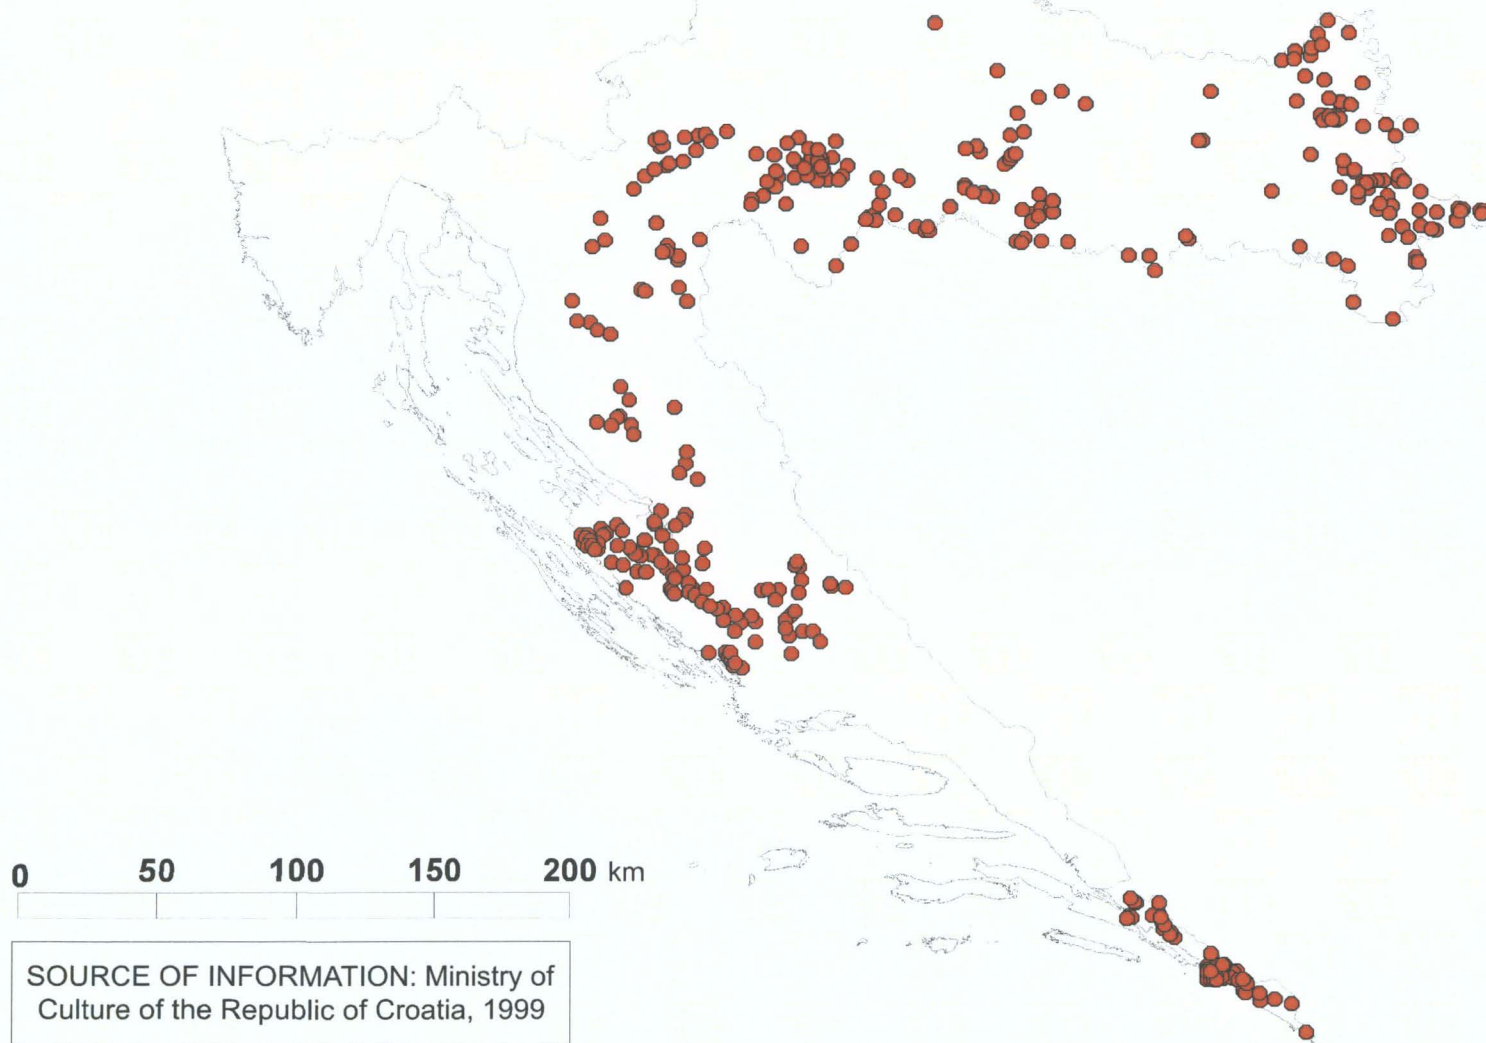 0 50 100 150 200 km
SOURCE OF INFORMATION: Ministry of
Culture of the Republic of Croatia, 1999